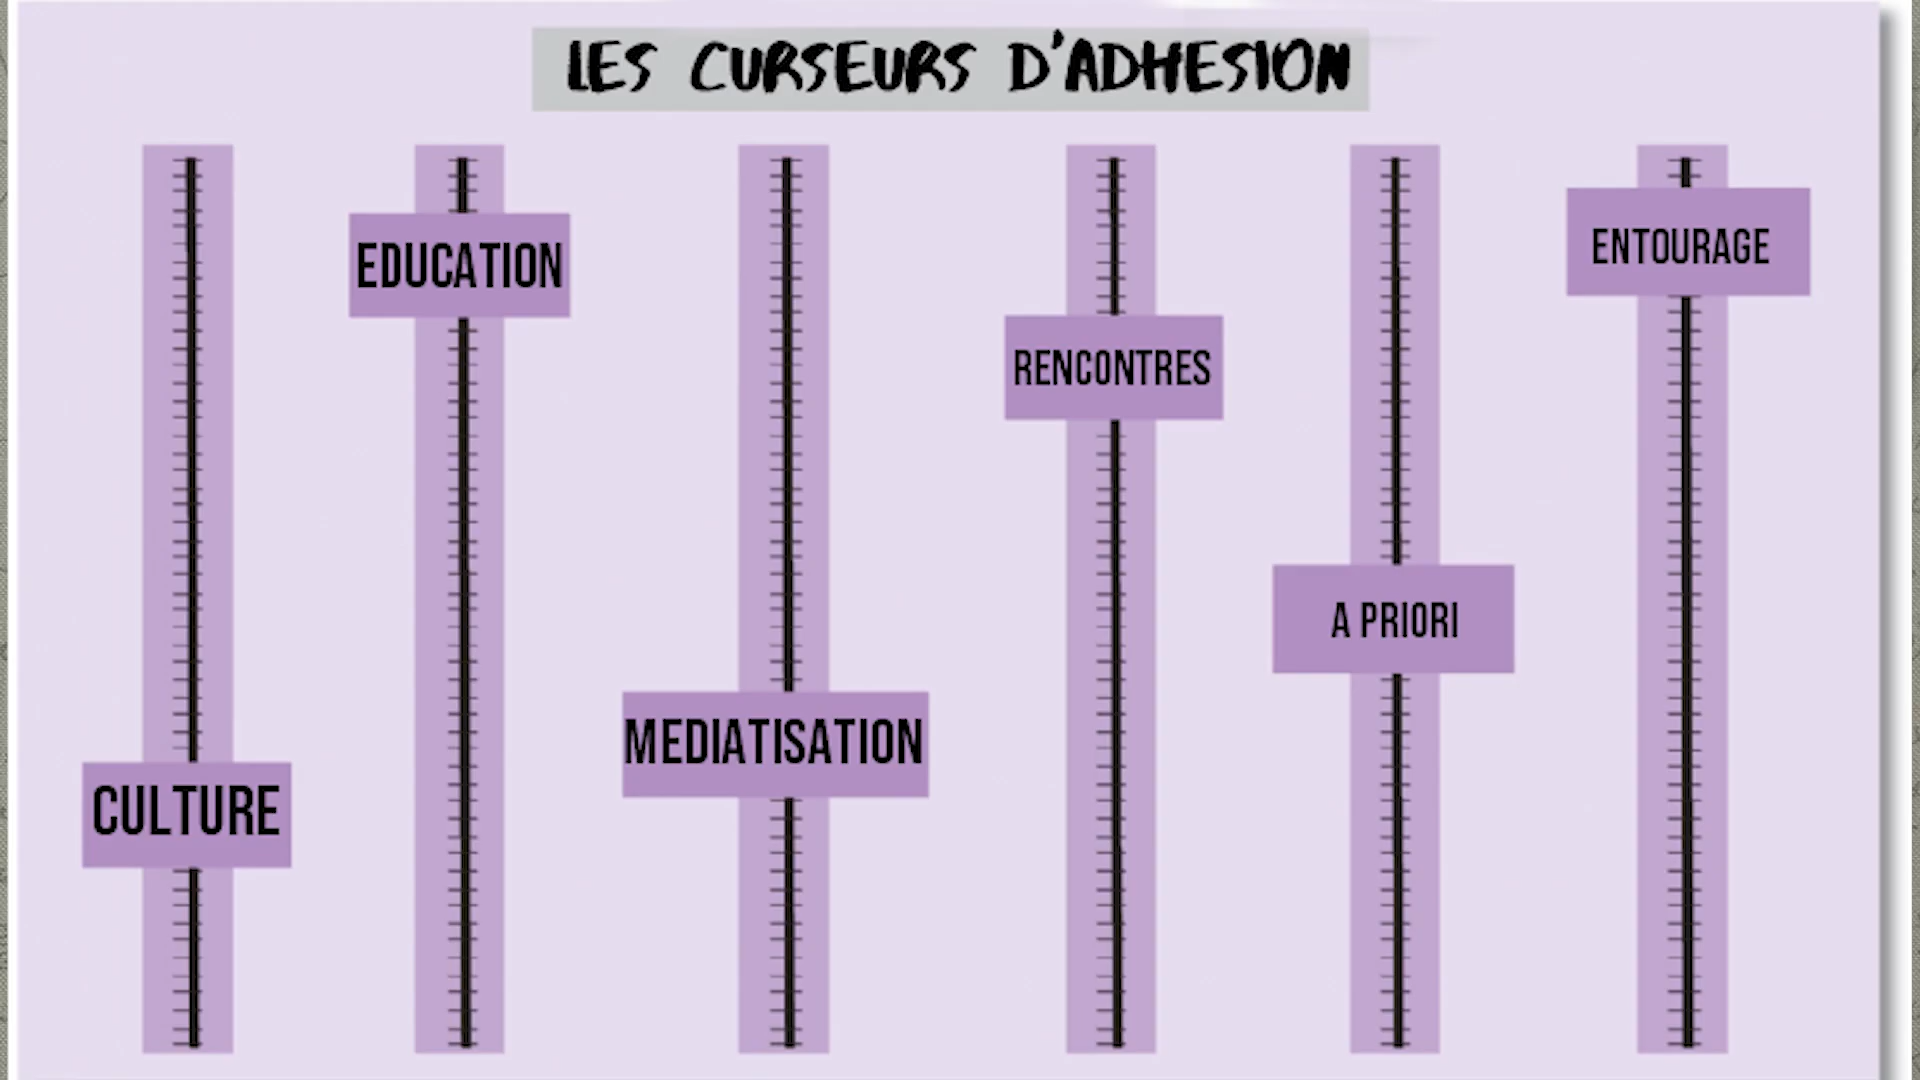 LES CURSEURS D'ADHESION
CULTURE
EDUCATION
MEDIATISATION
RENCONTRES
A PRIORI
ENTOURAGE